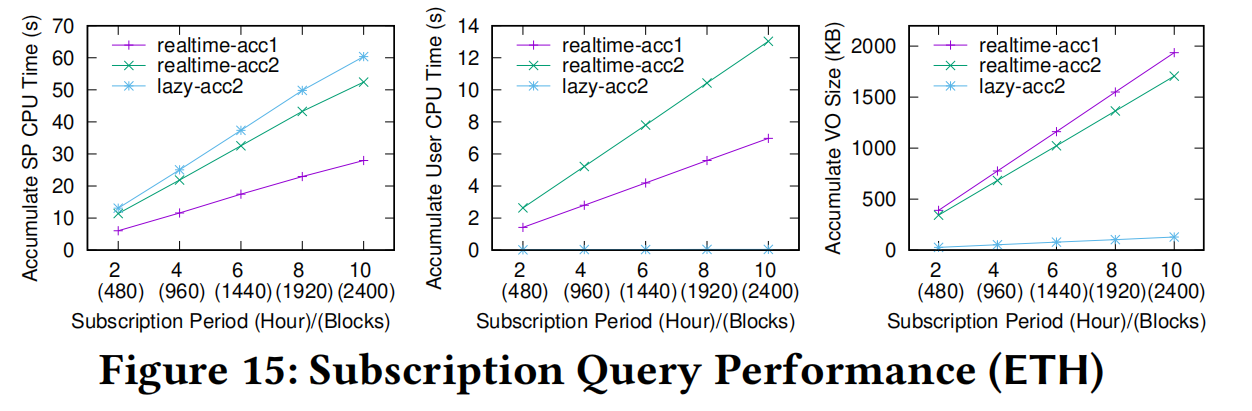 Accumulate SP CPU Time (s)
70
60
50
40
30
20
10
0
realtime-acc1
realtime-acc2
lazy-acc2
2 4 6 8 10
(480) (960) (1440) (1920) (2400)
Subscription Period (Hour)/(Blocks)
Accumulate User CPU Time (s)
14
12
10
8
6
4
2
0
realtime-acc1
realtime-acc2
lazy-acc2
2 4 6 8 10
(480) (960) (1440) (1920) (2400)
Subscription Period (Hour)/(Blocks)
Accumulate VO Size (KB)
2000
1500
1000
500
0
realtime-acc1
realtime-acc2
lazy-acc2
2 4 6 8 10
(480) (960) (1440) (1920) (2400)
Subscription Period (Hour)/(Blocks)
Figure 15: Subscription Query Performance (ETH)